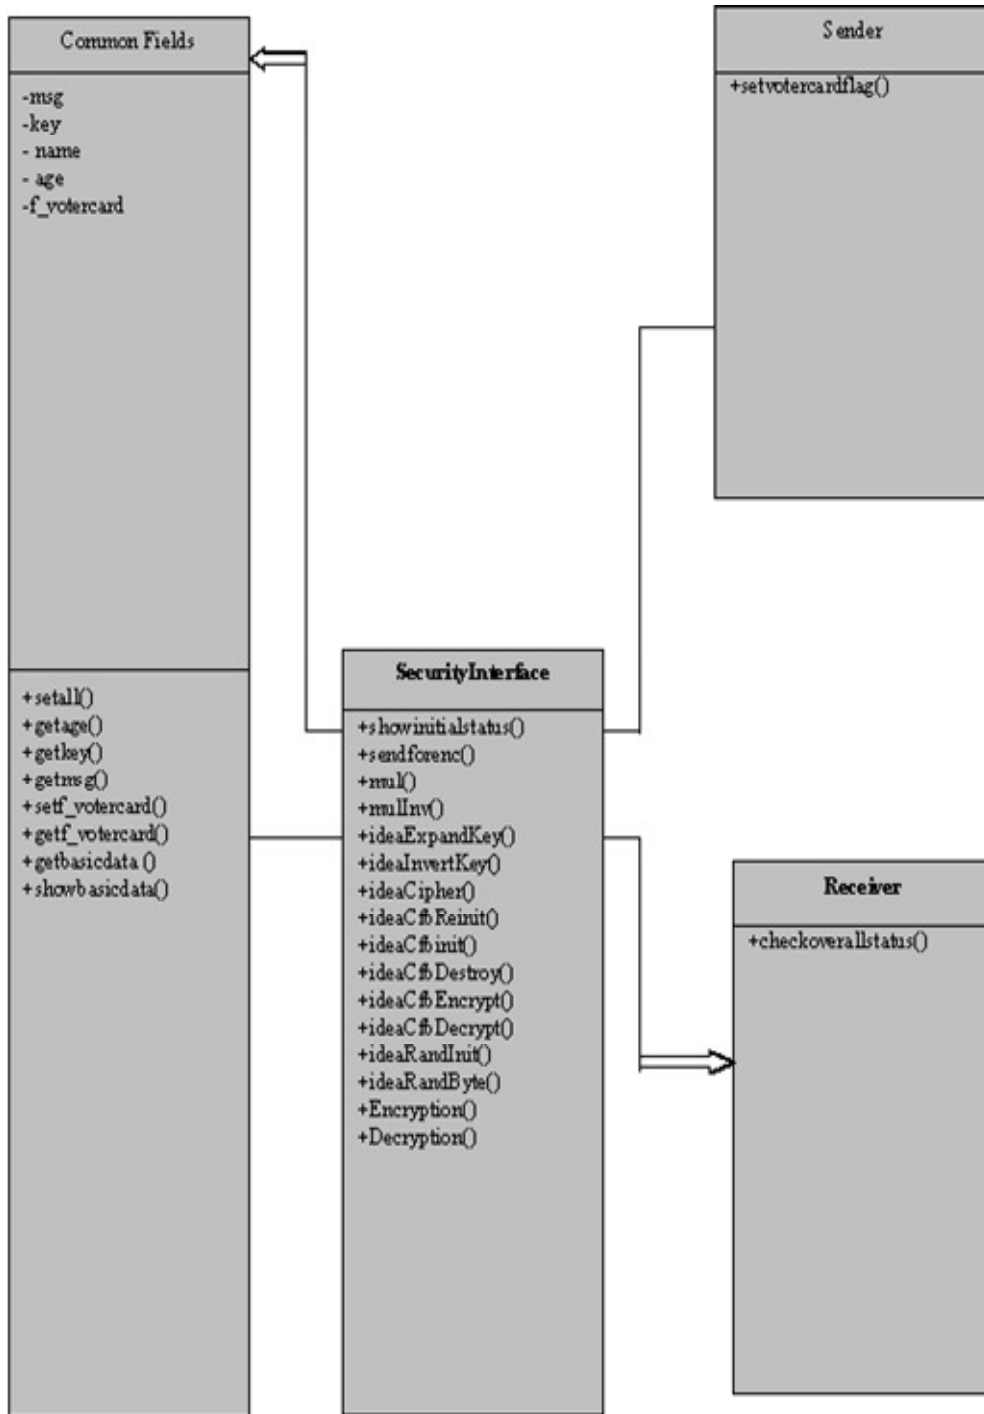 Common Fields
-msg
-key
- name
- age
-f_votercard
+setall()
+getage()
+getkey()
+getmsg()
+setf_votercard()
+getf_votercard()
+getbasicdata ()
+showbasicdata()
Sender
+setvotercardflag()
SecurityInterface
+showinitialstatus()
+sendforenc()
+mul()
+mulInv()
+ideaExpandKey()
+ideaInvertKey()
+ideaCipher()
+ideaCfbReinit()
+ideaCfbinit()
+ideaCfbDestroy()
+ideaCfbEncrypt()
+ideaCfbDecrypt()
+ideaRandInit()
+ideaRandByte()
+Encryption()
+Decryption()
Receiver
+checkoverallstatus()